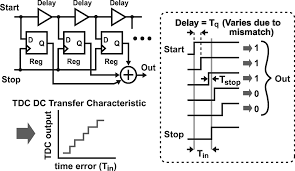 Delay Delay Delay
Start
D Q D Q D Q
Reg Reg Reg
Stop
Out
TDC DC Transfer Characteristic
TDC output
time error (Tin)
Delay = Tq (Varies due to
mismatch)
Start 1
1
1 Out
Tstop
0
0
Stop
Tin